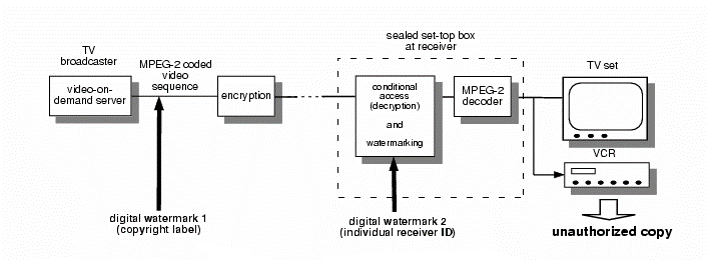 TV
broadcaster
video-on-
demand server
MPEG-2 coded
video
sequence
encryption
sealed set-top box
at receiver
conditional
access
(decryption)
and
watermarking
MPEG-2
decoder
TV set
VCR
digital watermark 1
(copyright label)
digital watermark 2
(individual receiver ID)
unauthorized copy